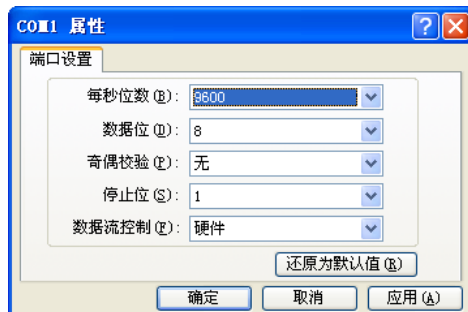 COM1 属性
端口设置
每秒位数(B): 9600
数据位(D): 8
奇偶校验(P): 无
停止位(S): 1
数据流控制(F): 硬件
还原为默认值(R)
确定 取消 应用(A)